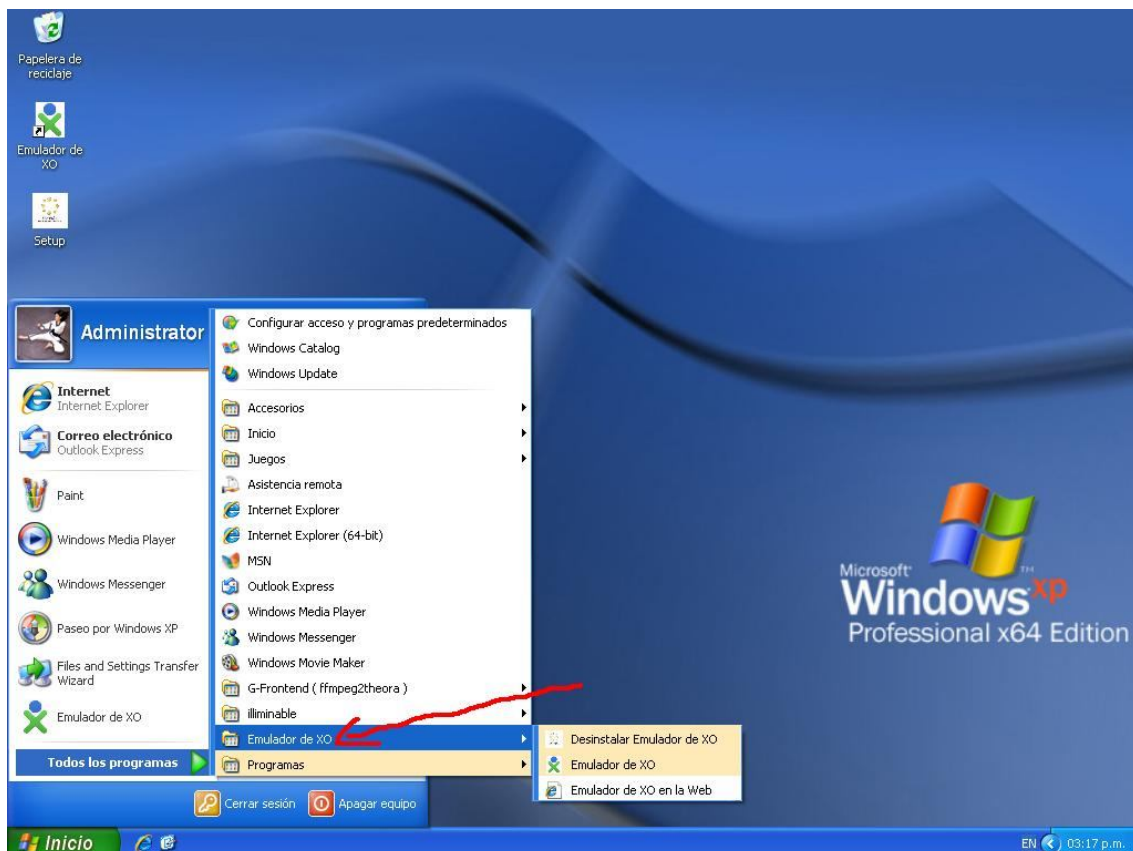 Papelera de
reciclaje
Emulador de
XO
Setup
Administrator
Internet
Internet Explorer
Correo electrónico
Outlook Express
Paint
Windows Media Player
Windows Messenger
Paseo por Windows XP
Files and Settings Transfer
Wizard
Emulador de XO
Todos los programas
Configurar acceso y programas predeterminados
Windows Catalog
Windows Update
Accesorios
Inicio
Juegos
Asistencia remota
Internet Explorer
Internet Explorer (64-bit)
MSN
Outlook Express
Windows Media Player
Windows Messenger
Windows Movie Maker
G-Frontend ( ffmpeg2theora )
illiminable
Emulador de XO
Programas
Desinstalar Emulador de XO
Emulador de XO
Emulador de XO en la Web
Microsoft
Windows xp
TM
Professional x64 Edition
Cerrar sesión
Apagar equipo
Inicio
EN
03:17 p.m.